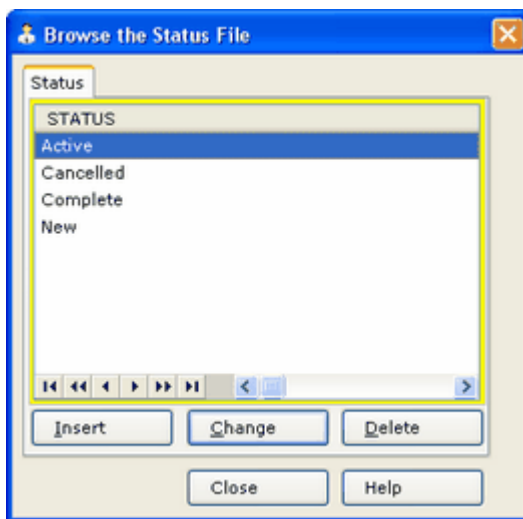 Browse the Status File
Status
STATUS
Active
Cancelled
Complete
New
Insert Change Delete
Close Help